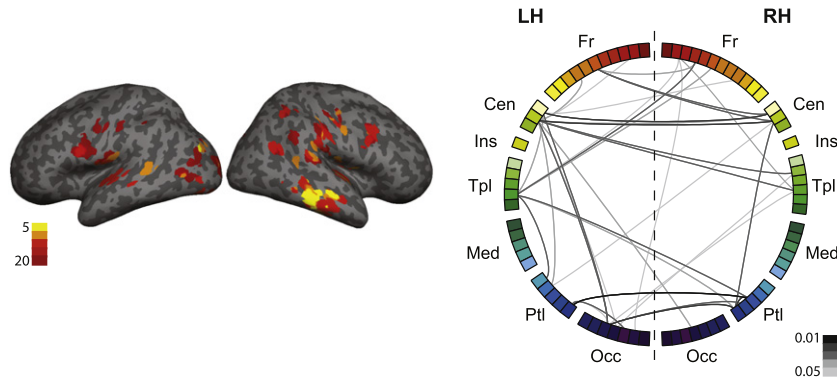 LH
RH
Fr
Fr
Cen
Cen
Ins
Ins
Tpl
Tpl
Med
Med
Ptl
Ptl
Occ
Occ
5
20
0.01
0.05